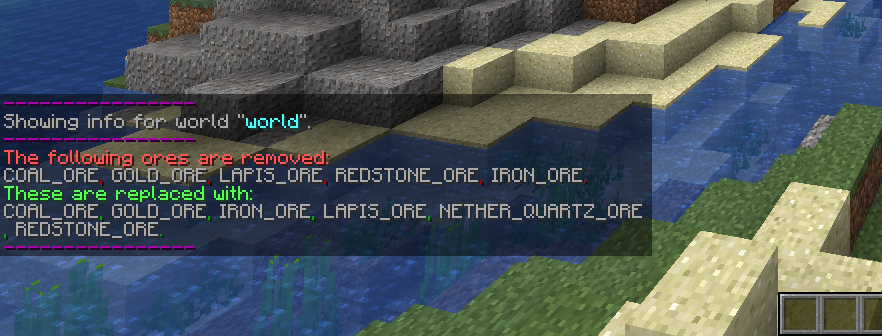 Showing info for world "world".
The following ores are removed:
COAL_ORE, GOLD_ORE, LAPIS_ORE, REDSTONE_ORE, IRON_ORE.
These are replaced with:
COAL_ORE, GOLD_ORE, IRON_ORE, LAPIS_ORE, NETHER_QUARTZ_ORE
, REDSTONE_ORE.